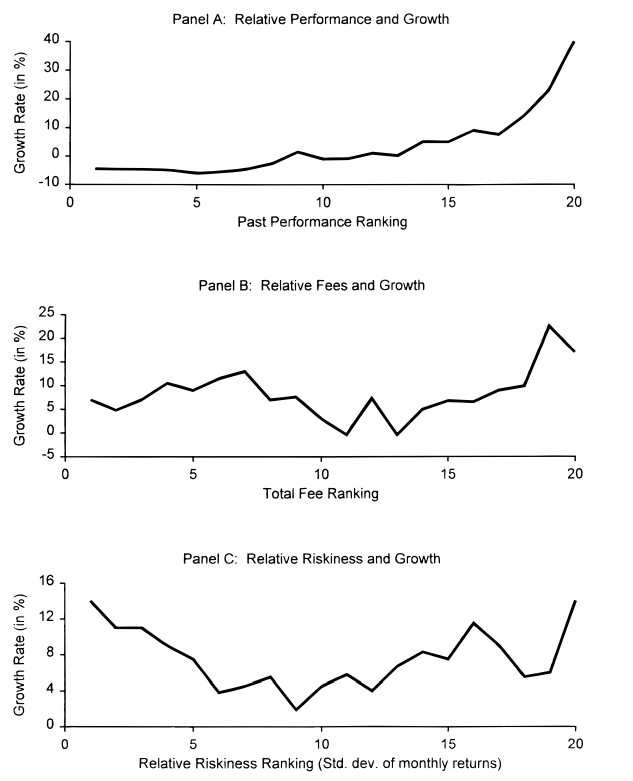 Panel A: Relative Performance and Growth
Growth Rate (in %)
40
30
20
10
0
-10
0 5 10 15 20
Past Performance Ranking
Panel B: Relative Fees and Growth
Growth Rate (in %)
25
20
15
10
5
0
-5
0 5 10 15 20
Total Fee Ranking
Panel C: Relative Riskiness and Growth
Growth Rate (in %)
16
12
8
4
0
0 5 10 15 20
Relative Riskiness Ranking (Std. dev. of monthly returns)